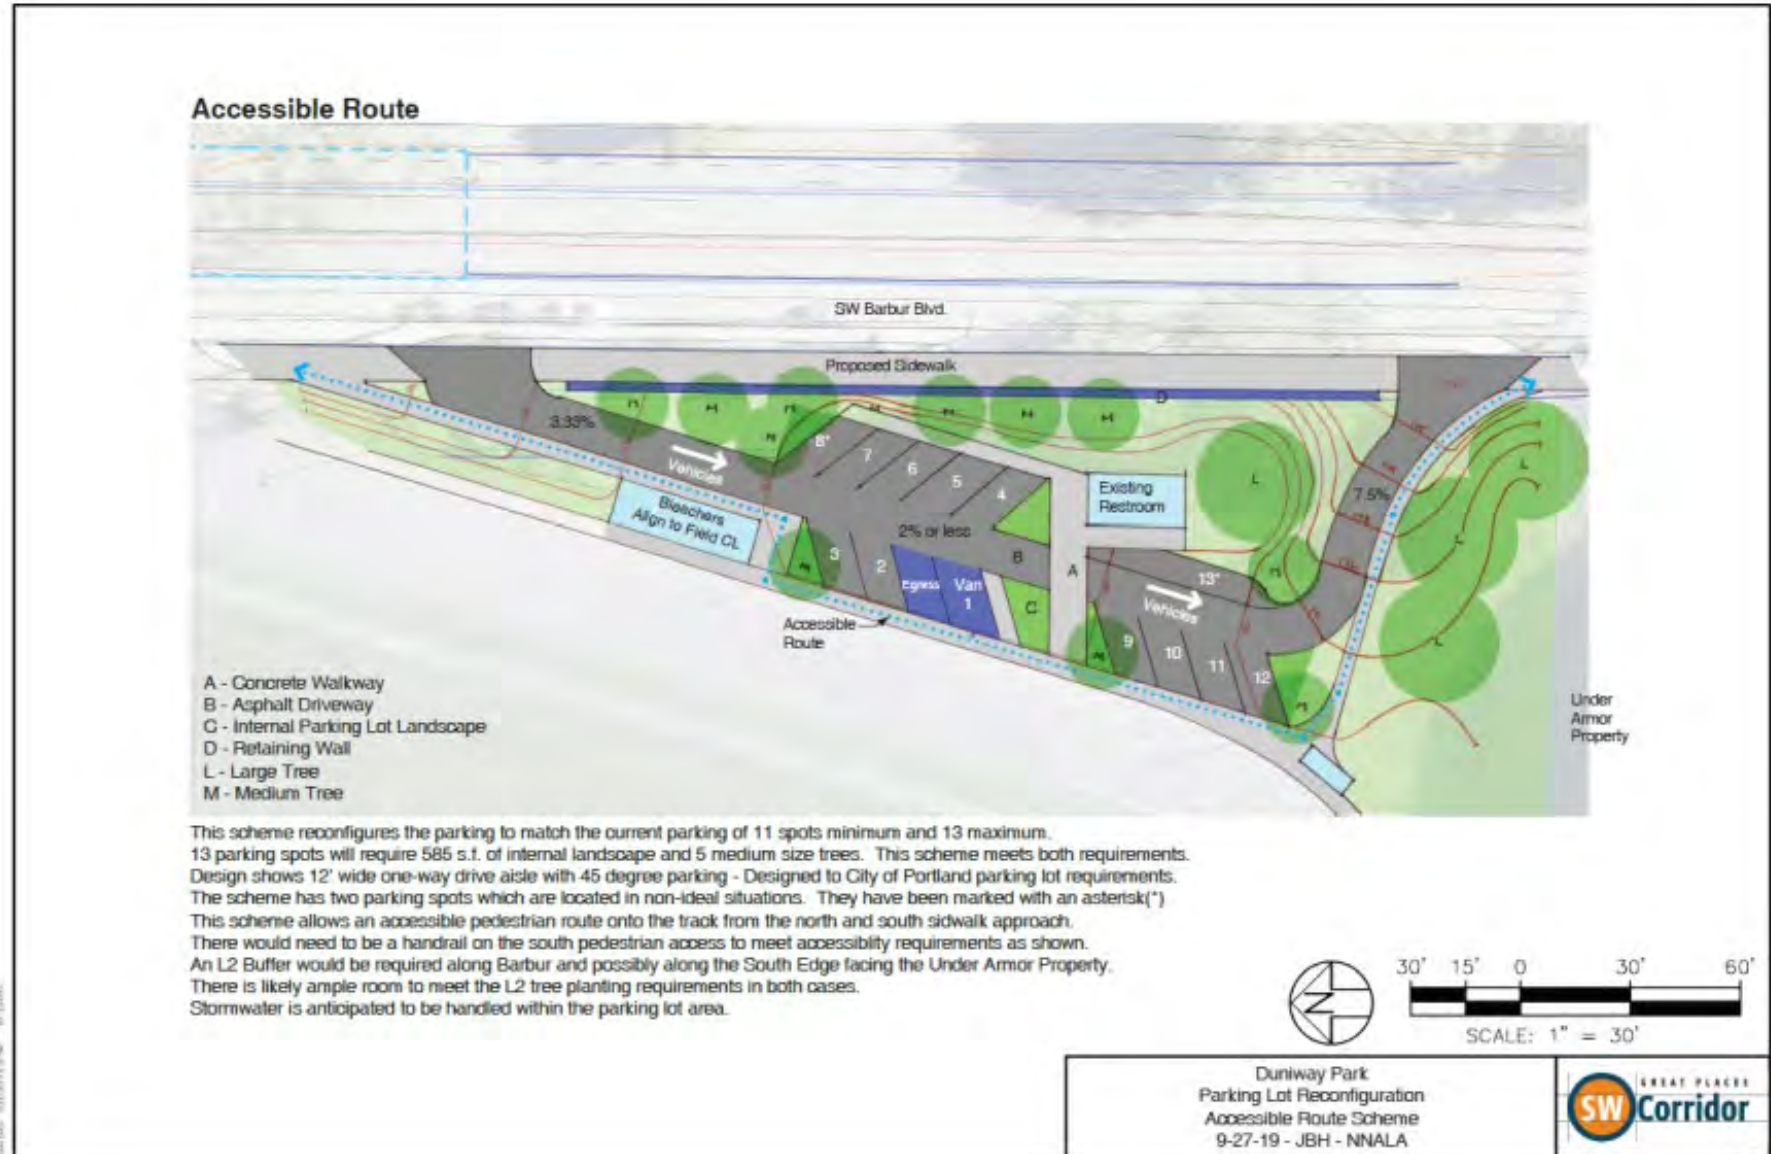 Accessible Route
SW Barbur Blvd.
Proposed Sidewalk
D
M
M
M
M
M
M
M
M
3.33%
Vehicles
8*
7
6
5
4
L
L
Existing
Restroom
7.5%
Bleachers
Align to Field CL
2% or less
L
M
3
2
Egress
Van
1
B
A
C
13*
Vehicles
M
L
Accessible
Route
M
9
10
11
12
M
A - Concrete Walkway
B - Asphalt Driveway
C - Internal Parking Lot Landscape
D - Retaining Wall
L - Large Tree
M - Medium Tree
Under
Armor
Property
This scheme reconfigures the parking to match the current parking of 11 spots minimum and 13 maximum.
13 parking spots will require 585 s.f. of internal landscape and 5 medium size trees. This scheme meets both requirements.
Design shows 12' wide one-way drive aisle with 45 degree parking - Designed to City of Portland parking lot requirements.
The scheme has two parking spots which are located in non-ideal situations. They have been marked with an asterisk(*)
This scheme allows an accessible pedestrian route onto the track from the north and south sidwalk approach.
There would need to be a handrail on the south pedestrian access to meet accessiblity requirements as shown.
An L2 Buffer would be required along Barbur and possibly along the South Edge facing the Under Armor Property.
There is likely ample room to meet the L2 tree planting requirements in both cases.
Stormwater is anticipated to be handled within the parking lot area.
N
30' 15' 0 30' 60'
SCALE: 1" = 30'
Duniway Park
Parking Lot Reconfiguration
Accessible Route Scheme
9-27-19 - JBH - NNALA
GREAT PLACES
SW Corridor